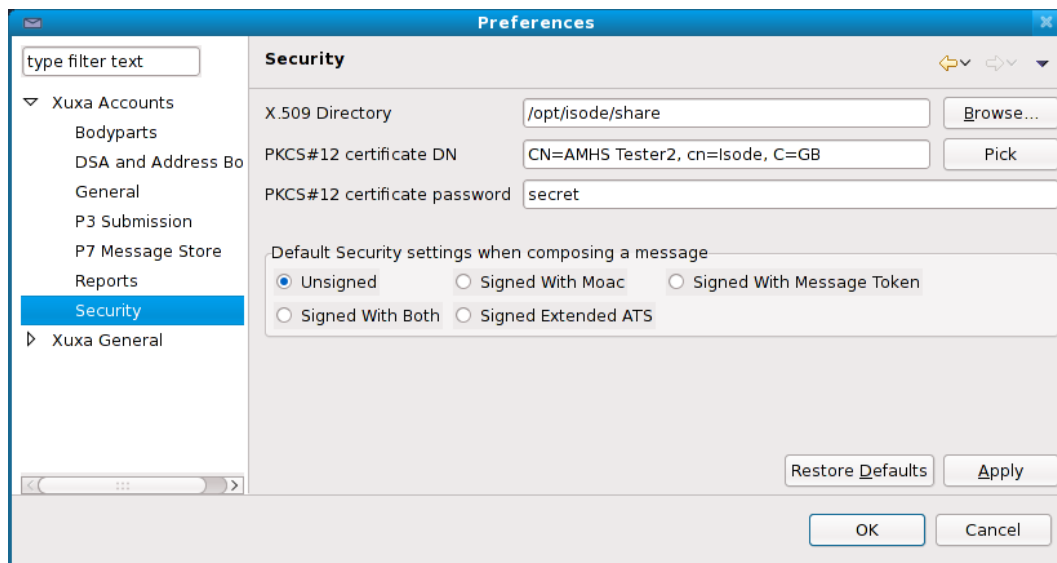 Preferences
type filter text
Xuxa Accounts
Bodyparts
DSA and Address Bo
General
P3 Submission
P7 Message Store
Reports
Security
Xuxa General
Security
X.509 Directory
/opt/isode/share
Browse...
PKCS#12 certificate DN
CN=AMHS Tester2, cn=Isode, C=GB
Pick
PKCS#12 certificate password
secret
Default Security settings when composing a message
Unsigned
Signed With Moac
Signed With Message Token
Signed With Both
Signed Extended ATS
Restore Defaults
Apply
OK
Cancel